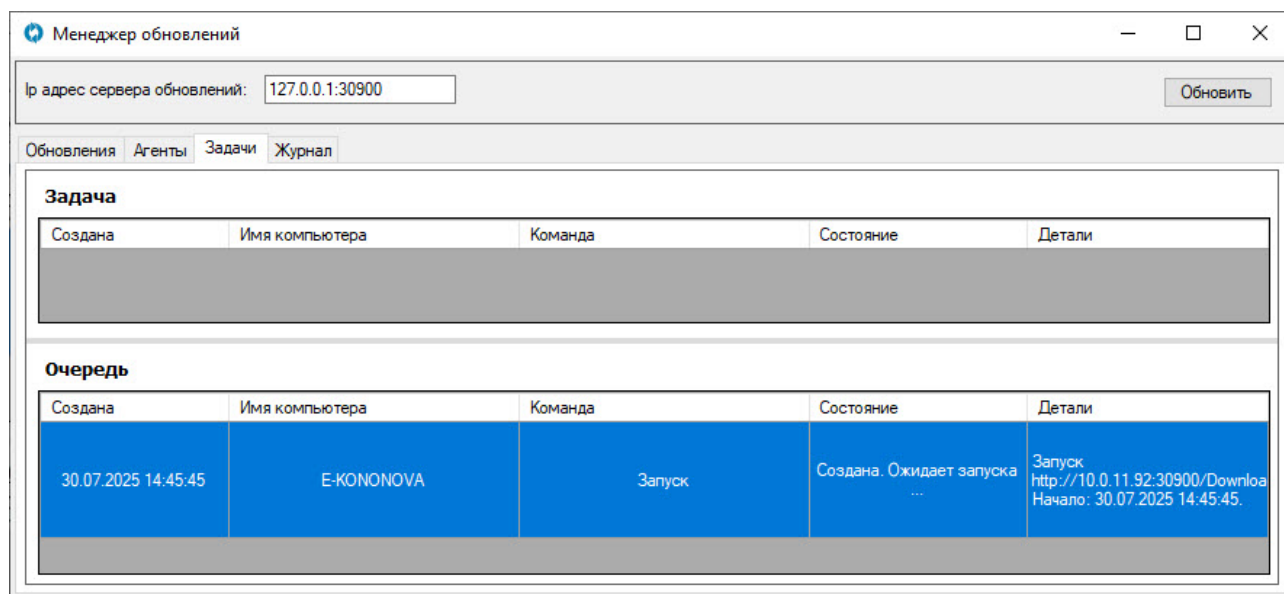 Менеджер обновлений
Ip адрес сервера обновлений: 127.0.0.1:30900 Обновить
Обновления Агенты Задачи Журнал
Задача
Создана Имя компьютера Команда Состояние Детали
Очередь
Создана Имя компьютера Команда Состояние Детали
30.07.2025 14:45:45 E-KONONOVA Запуск Создана. Ожидает запуска ... Запуск
http://10.0.11.92:30900/Downloa
Начало: 30.07.2025 14:45:45.